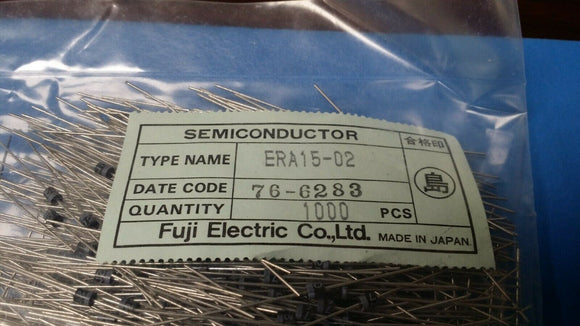 SEMICONDUCTOR 合格印
TYPE NAME ERA15-02
DATE CODE 76-6283
島
QUANTITY 1000 PCS
Fuji Electric Co.,Ltd. MADE IN JAPAN